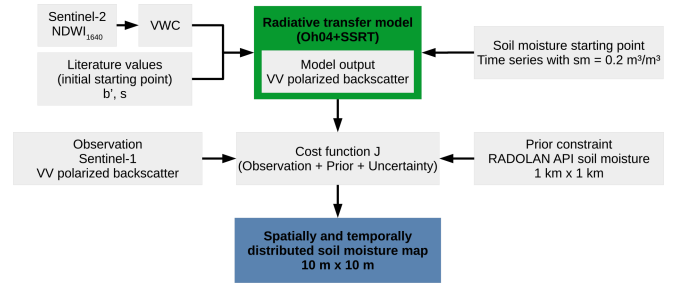 Sentinel-2
NDWI₁₆₄₀
VWC
Literature values
(initial starting point)
b', s
Radiative transfer model
(Oh04+SSRT)
Model output
VV polarized backscatter
Soil moisture starting point
Time series with sm = 0.2 m³/m³
Observation
Sentinel-1
VV polarized backscatter
Cost function J
(Observation + Prior + Uncertainty)
Prior constraint
RADOLAN API soil moisture
1 km x 1 km
Spatially and temporally
distributed soil moisture map
10 m x 10 m